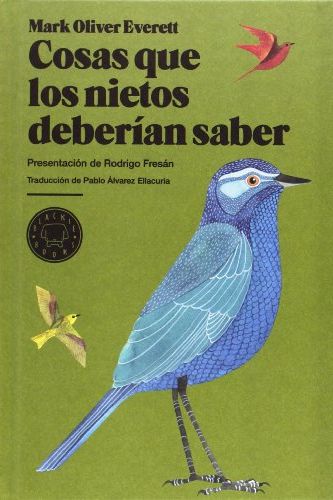 Mark Oliver Everett
Cosas que
los nietos
deberían saber
Presentación de Rodrigo Fresán
Traducción de Pablo Álvarez Ellacuria
BLACKIE
BOOKS